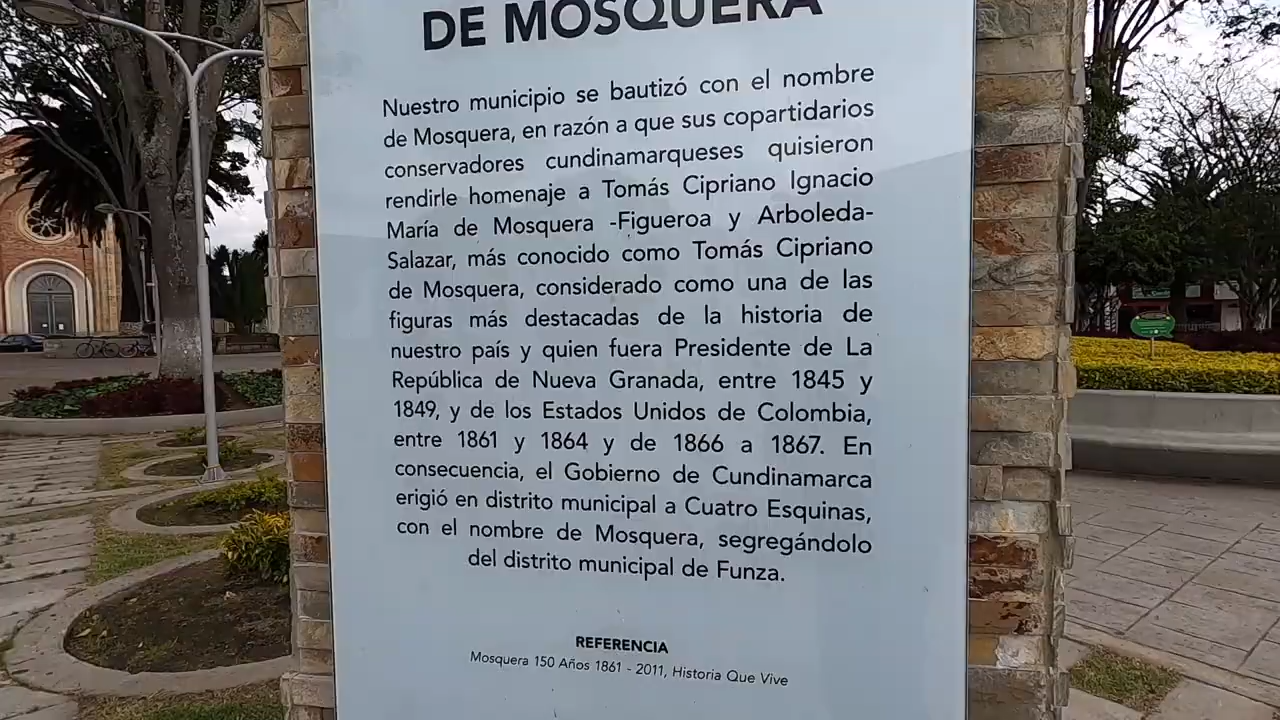 DE MOSQUERA
Nuestro municipio se bautizó con el nombre
de Mosquera, en razón a que sus copartidarios
conservadores cundinamarqueses quisieron
rendirle homenaje a Tomás Cipriano Ignacio
María de Mosquera -Figueroa y Arboleda-
Salazar, más conocido como Tomás Cipriano
de Mosquera, considerado como una de las
figuras más destacadas de la historia de
nuestro país y quien fuera Presidente de La
República de Nueva Granada, entre 1845 y
1849, y de los Estados Unidos de Colombia,
entre 1861 y 1864 y de 1866 a 1867. En
consecuencia, el Gobierno de Cundinamarca
erigió en distrito municipal a Cuatro Esquinas,
con el nombre de Mosquera, segregándolo
del distrito municipal de Funza.
REFERENCIA
Mosquera 150 Años 1861 - 2011, Historia Que Vive